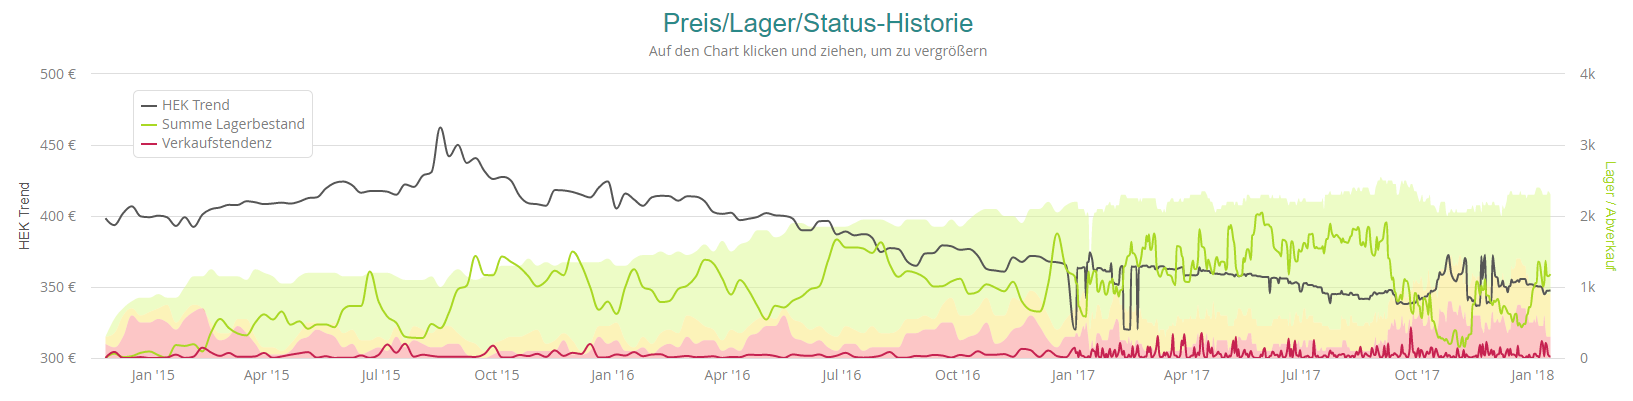 Preis/Lager/Status-Historie
Auf den Chart klicken und ziehen, um zu vergrößern
500 €
450 €
400 €
350 €
300 €
HEK Trend
HEK Trend
Summe Lagerbestand
Verkaufstendenz
4k
3k
2k
1k
0
Lager / Abverkauf
Jan '15
Apr '15
Jul '15
Oct '15
Jan '16
Apr '16
Jul '16
Oct '16
Jan '17
Apr '17
Jul '17
Oct '17
Jan '18